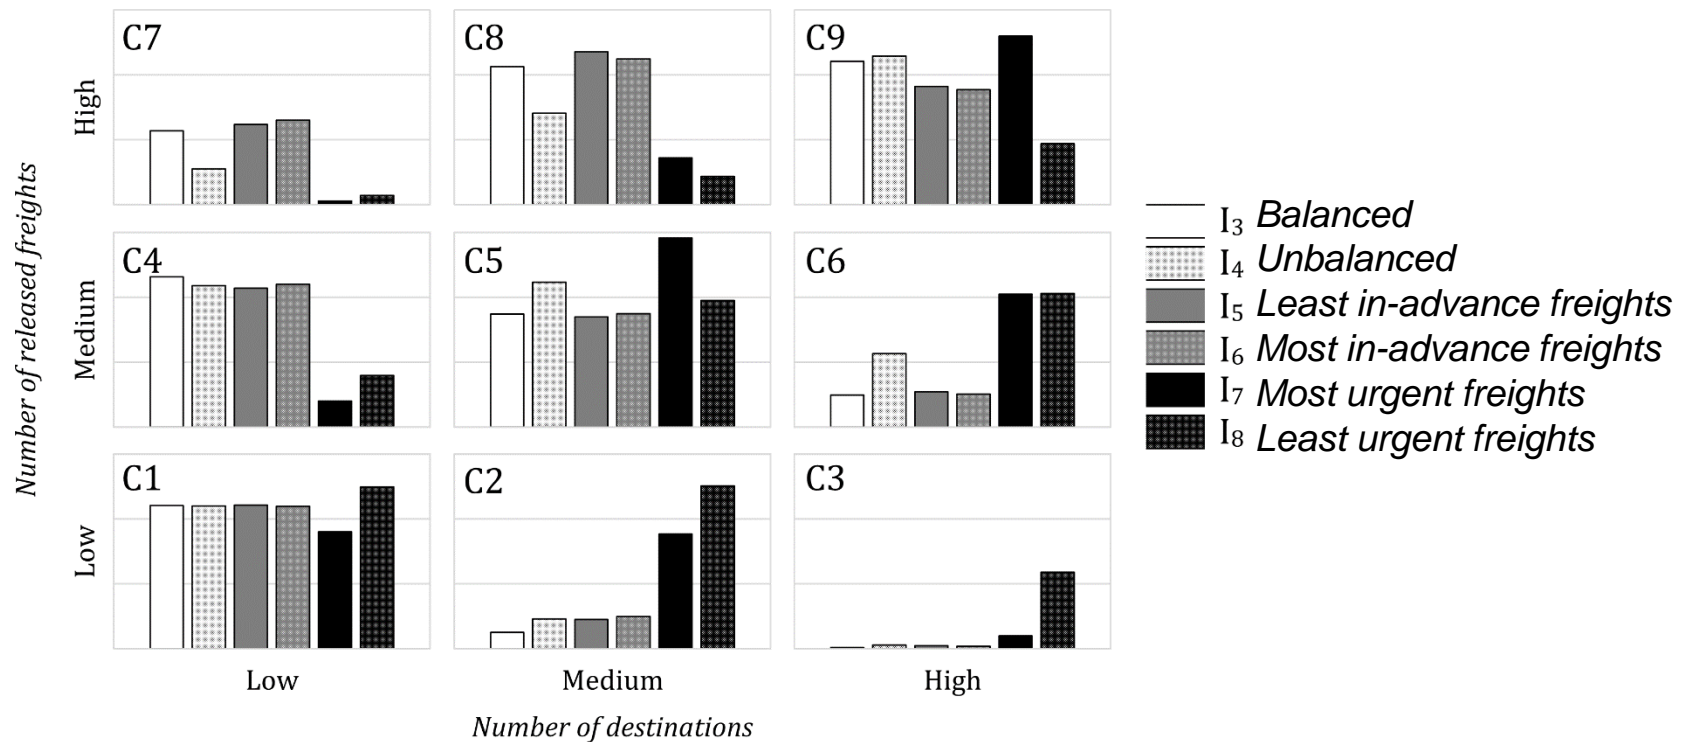 C7
C8
C9
High
C4
C5
C6
Medium
C1
C2
C3
Low
Number of released freights
Low
Medium
High
Number of destinations
I₃ Balanced
I₄ Unbalanced
I₅ Least in-advance freights
I₆ Most in-advance freights
I₇ Most urgent freights
I₈ Least urgent freights